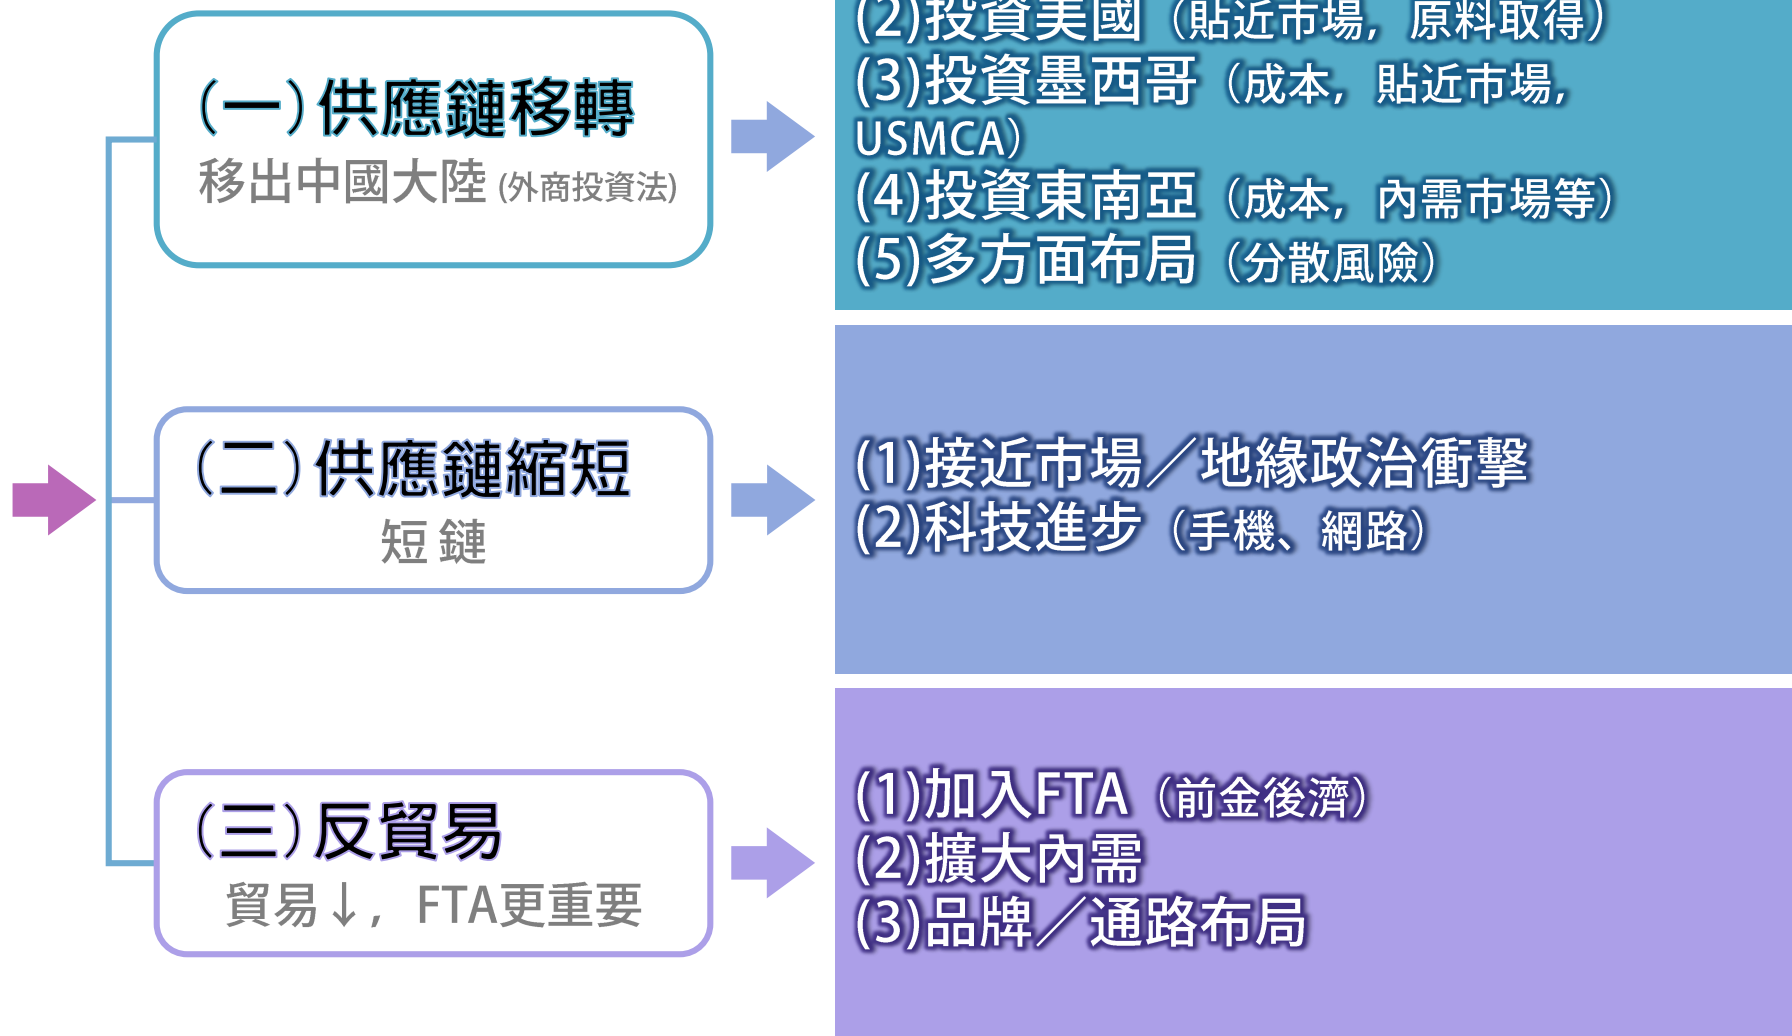 （一）供應鏈移轉
移出中國大陸 (外商投資法)
(2)投資美國（貼近市場，原料取得）
(3)投資墨西哥（成本，貼近市場，
USMCA）
(4)投資東南亞（成本，內需市場等）
(5)多方面布局（分散風險）
（二）供應鏈縮短
短鏈
(1)接近市場／地緣政治衝擊
(2)科技進步（手機、網路）
（三）反貿易
貿易↓，FTA更重要
(1)加入FTA（前金後濟）
(2)擴大內需
(3)品牌／通路布局